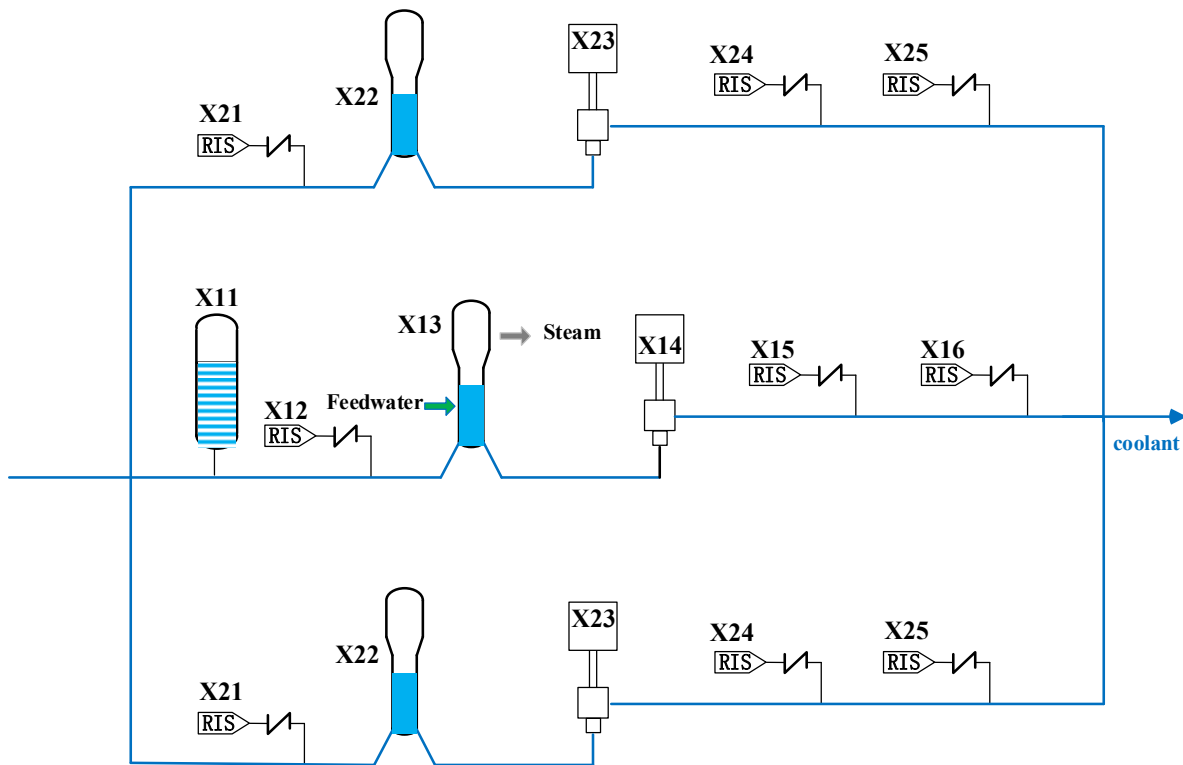 X23
X24
X25
RIS
RIS
X22
X21
RIS
X11
X13
Steam
X14
X15
X16
RIS
RIS
Feedwater
X12
RIS
coolant
X23
X24
X25
RIS
RIS
X22
X21
RIS